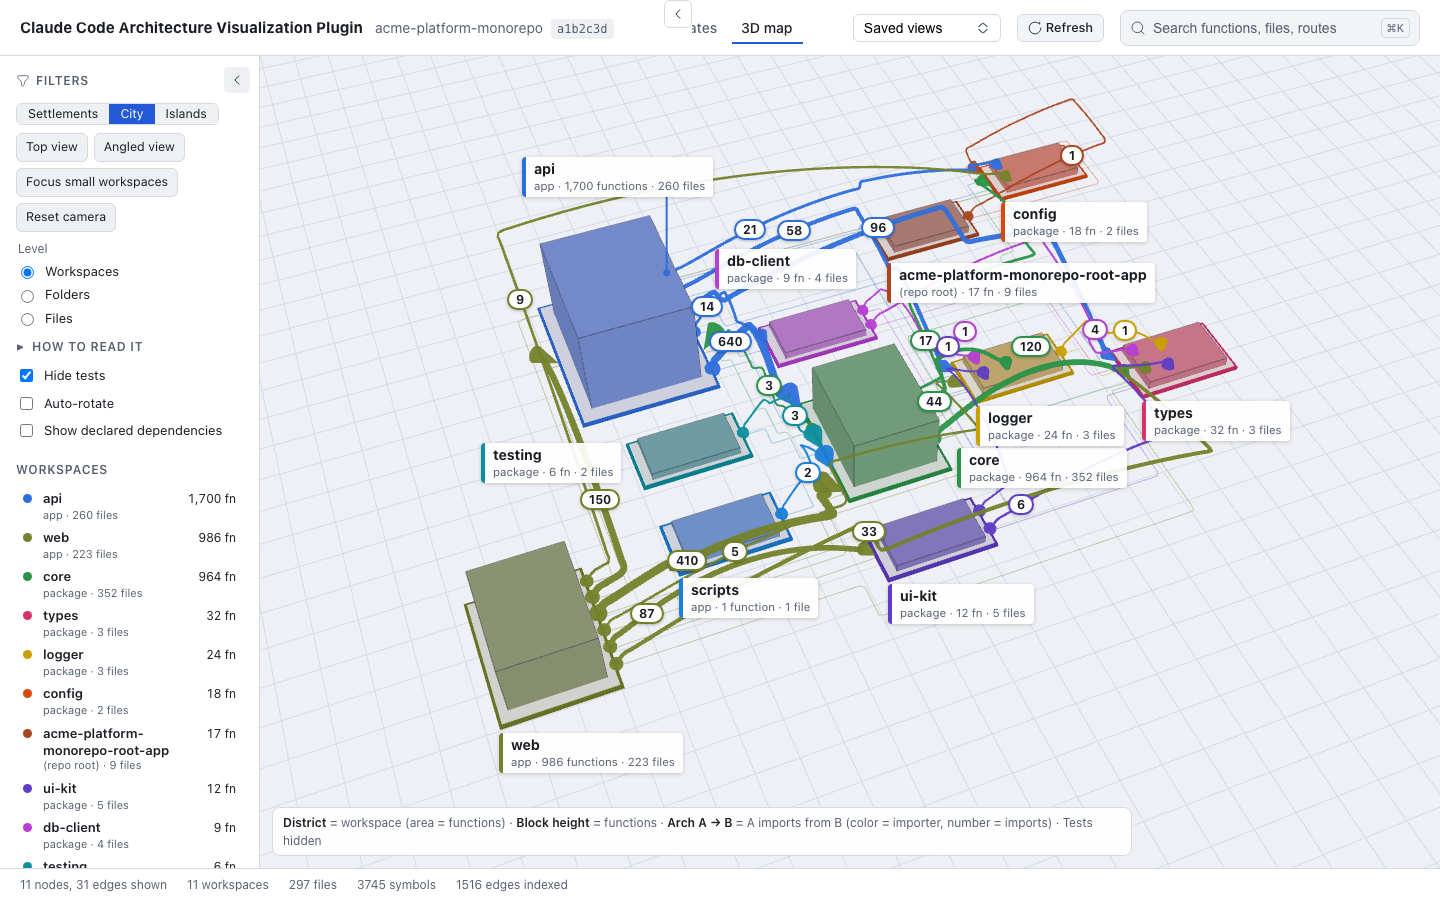 Claude Code Architecture Visualization Plugin
acme-platform-monorepo
a1b2c3d
3D map
Saved views
Refresh
Search functions, files, routes
⌘K
FILTERS
Settlements
City
Islands
Top view
Angled view
Focus small workspaces
Reset camera
Level
Workspaces
Folders
Files
HOW TO READ IT
Hide tests
Auto-rotate
Show declared dependencies
WORKSPACES
api
1,700 fn
app · 260 files
web
986 fn
app · 223 files
core
964 fn
package · 352 files
types
32 fn
package · 3 files
logger
24 fn
package · 3 files
config
18 fn
package · 2 files
acme-platform-
monorepo-root-app
17 fn
(repo root) · 9 files
ui-kit
12 fn
package · 5 files
db-client
9 fn
package · 4 files
testing
6 fn
api
app · 1,700 functions · 260 files
1
config
package · 18 fn · 2 files
21
58
96
db-client
package · 9 fn · 4 files
acme-platform-monorepo-root-app
(repo root) · 17 fn · 9 files
9
14
640
17
1
1
120
4
1
3
3
44
logger
package · 24 fn · 3 files
types
package · 32 fn · 3 files
testing
package · 6 fn · 2 files
core
package · 964 fn · 352 files
2
150
6
33
410
5
scripts
app · 1 function · 1 file
ui-kit
package · 12 fn · 5 files
87
web
app · 986 functions · 223 files
District = workspace (area = functions) · Block height = functions · Arch A → B = A imports from B (color = importer, number = imports) · Tests
hidden
11 nodes, 31 edges shown
11 workspaces
297 files
3745 symbols
1516 edges indexed